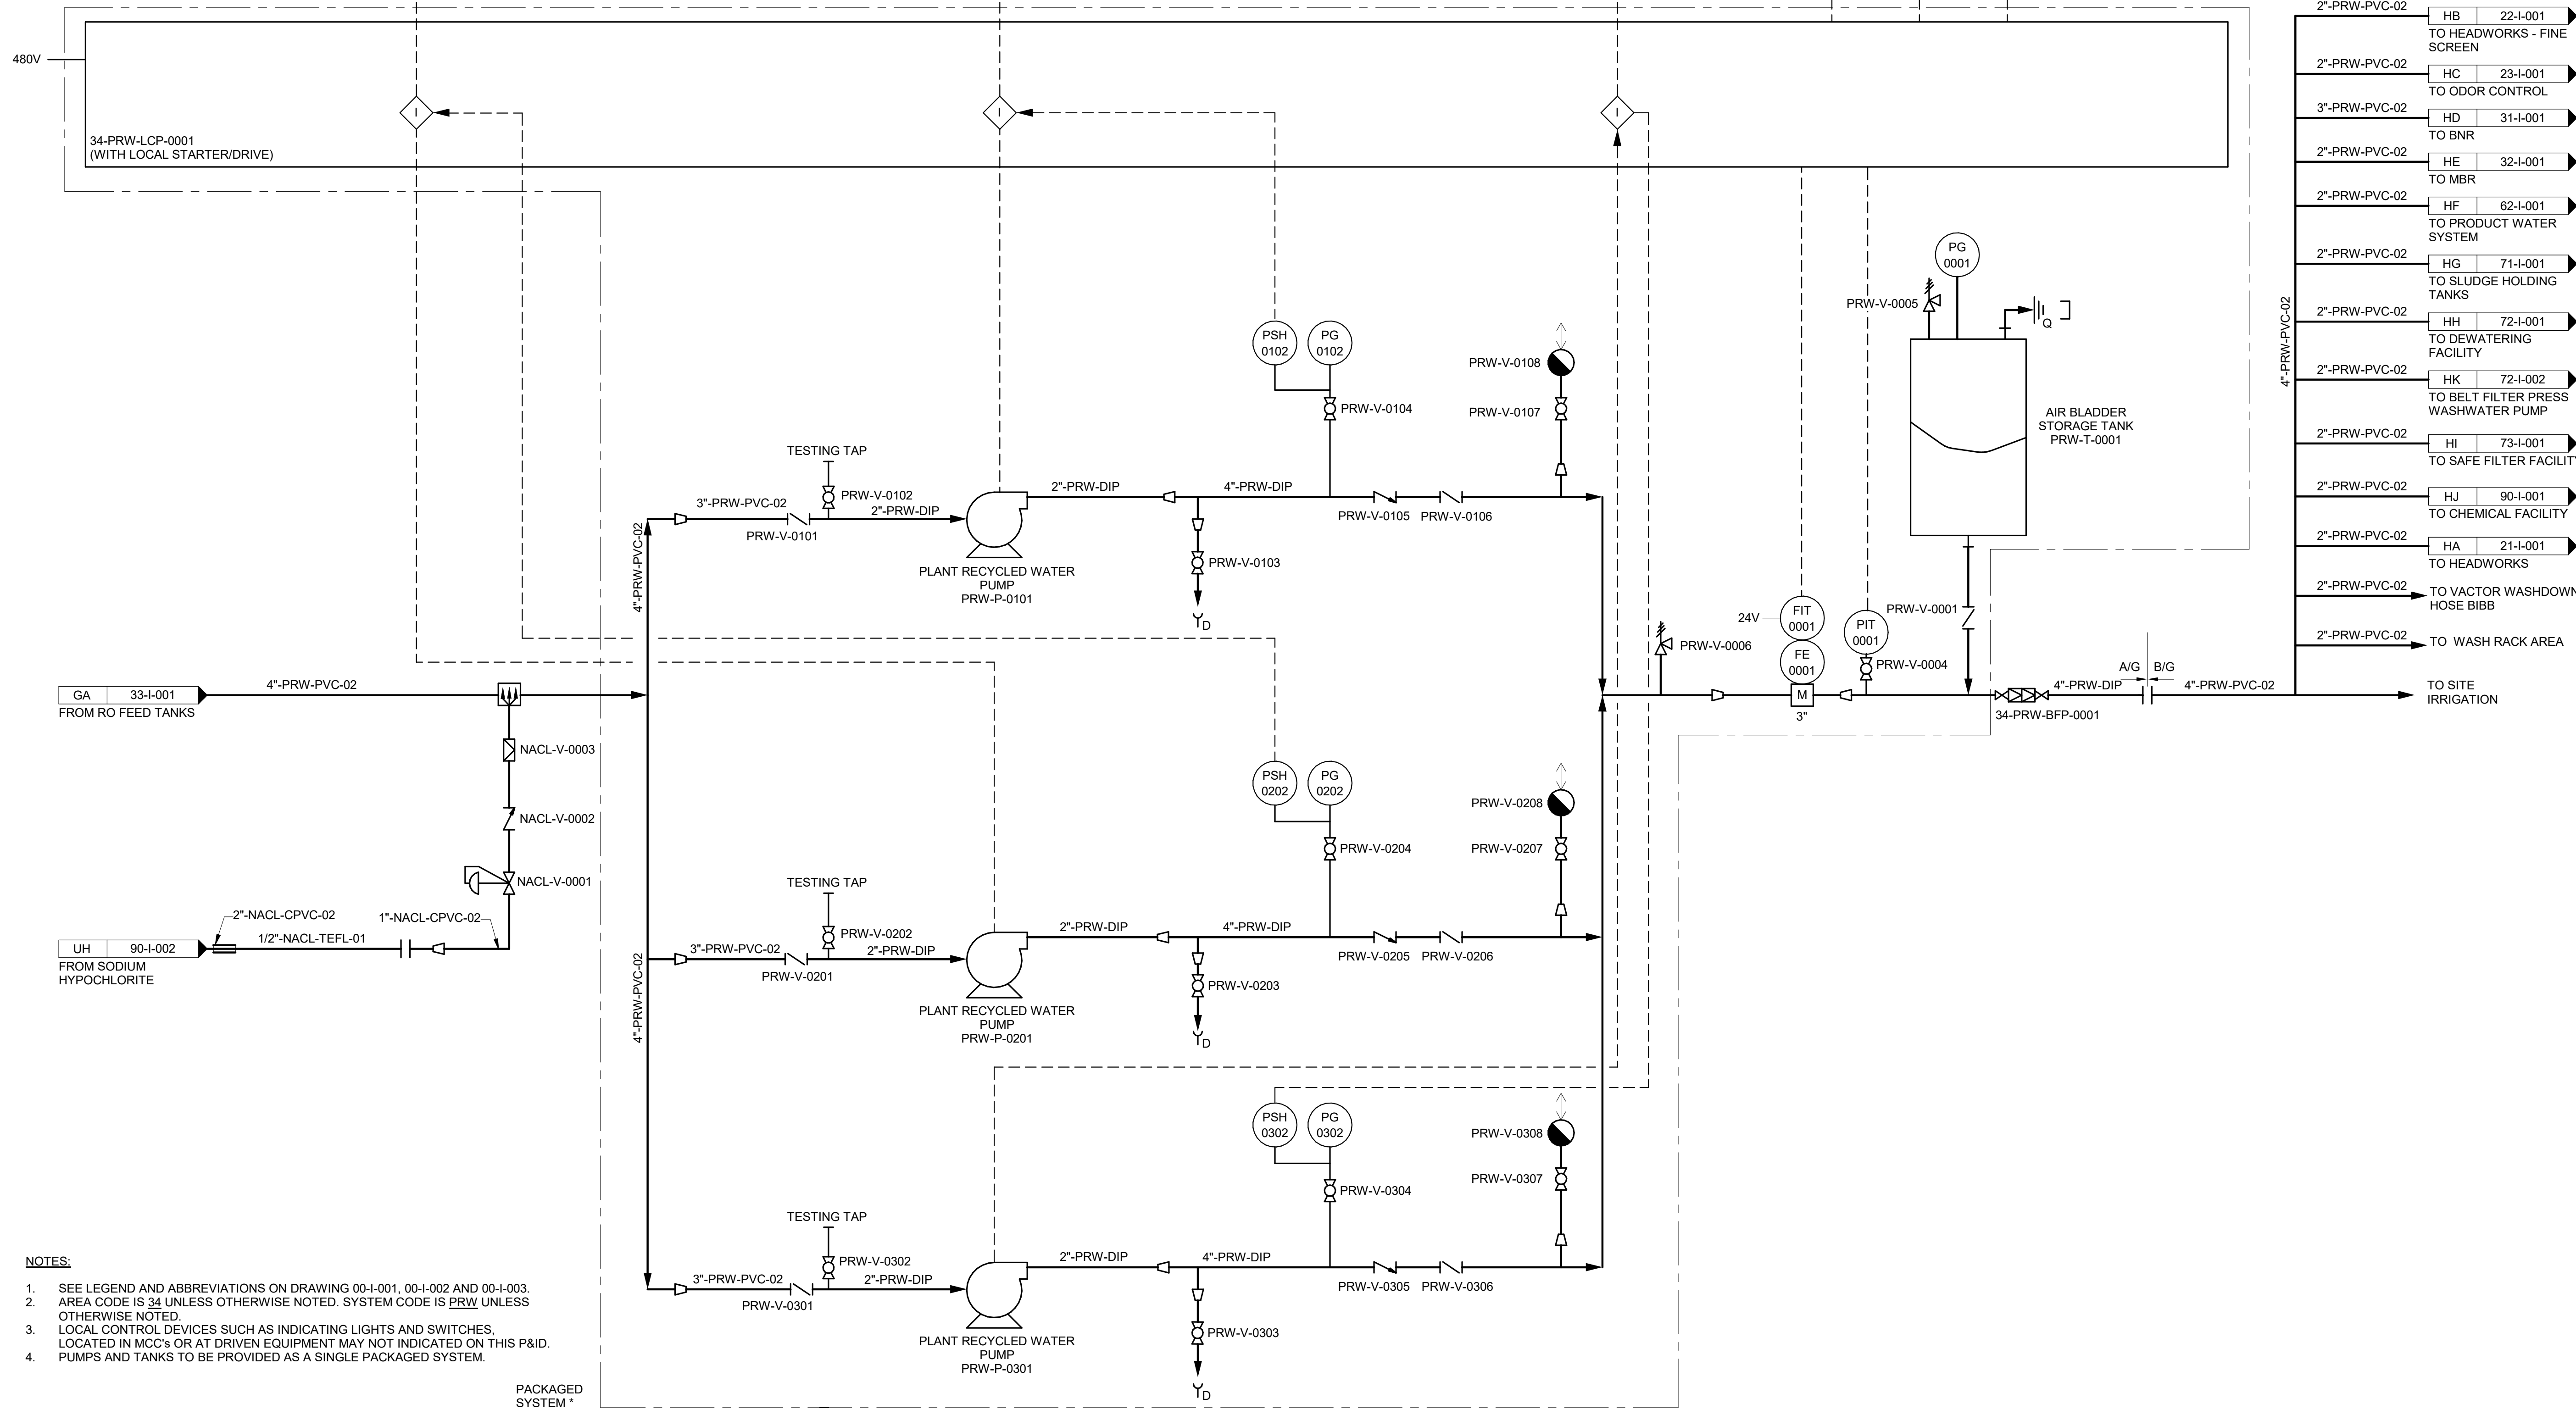 480V
34-PRW-LCP-0001
(WITH LOCAL STARTER/DRIVE)
I
I
I
2"-PRW-PVC-02
HB 22-I-001
TO HEADWORKS - FINE
SCREEN
2"-PRW-PVC-02
HC 23-I-001
TO ODOR CONTROL
3"-PRW-PVC-02
HD 31-I-001
TO BNR
2"-PRW-PVC-02
HE 32-I-001
TO MBR
2"-PRW-PVC-02
HF 62-I-001
TO PRODUCT WATER
SYSTEM
2"-PRW-PVC-02
HG 71-I-001
TO SLUDGE HOLDING
TANKS
2"-PRW-PVC-02
HH 72-I-001
TO DEWATERING
FACILITY
2"-PRW-PVC-02
HK 72-I-002
TO BELT FILTER PRESS
WASHWATER PUMP
2"-PRW-PVC-02
HI 73-I-001
TO SAFE FILTER FACILITY
2"-PRW-PVC-02
HJ 90-I-001
TO CHEMICAL FACILITY
2"-PRW-PVC-02
HA 21-I-001
TO HEADWORKS
2"-PRW-PVC-02
TO VACTOR WASHDOWN
HOSE BIBB
2"-PRW-PVC-02
TO WASH RACK AREA
4"-PRW-PVC-02
TO SITE
IRRIGATION
PG
0001
PRW-V-0005
Q
AIR BLADDER
STORAGE TANK
PRW-T-0001
PRW-V-0001
PSH
0102
PG
0102
PRW-V-0104
PRW-V-0108
PRW-V-0107
TESTING TAP
PRW-V-0102
3"-PRW-PVC-02
2"-PRW-DIP
PRW-V-0101
2"-PRW-DIP
4"-PRW-DIP
PRW-V-0105
PRW-V-0106
PRW-V-0103
D
PLANT RECYCLED WATER
PUMP
PRW-P-0101
4"-PRW-PVC-02
GA 33-I-001
FROM RO FEED TANKS
4"-PRW-PVC-02
NACL-V-0003
NACL-V-0002
NACL-V-0001
2"-NACL-CPVC-02
1"-NACL-CPVC-02
1/2"-NACL-TEFL-01
UH 90-I-002
FROM SODIUM
HYPOCHLORITE
PRW-V-0006
24V
FIT
0001
FE
0001
M
3"
PIT
0001
PRW-V-0004
34-PRW-BFP-0001
4"-PRW-DIP
A/G
B/G
4"-PRW-PVC-02
PSH
0202
PG
0202
PRW-V-0204
PRW-V-0208
PRW-V-0207
TESTING TAP
PRW-V-0202
3"-PRW-PVC-02
2"-PRW-DIP
PRW-V-0201
2"-PRW-DIP
4"-PRW-DIP
PRW-V-0205
PRW-V-0206
PRW-V-0203
D
PLANT RECYCLED WATER
PUMP
PRW-P-0201
4"-PRW-PVC-02
PSH
0302
PG
0302
PRW-V-0304
PRW-V-0308
PRW-V-0307
TESTING TAP
PRW-V-0302
3"-PRW-PVC-02
2"-PRW-DIP
PRW-V-0301
2"-PRW-DIP
4"-PRW-DIP
PRW-V-0305
PRW-V-0306
PRW-V-0303
D
PLANT RECYCLED WATER
PUMP
PRW-P-0301
NOTES:
1. SEE LEGEND AND ABBREVIATIONS ON DRAWING 00-I-001, 00-I-002 AND 00-I-003.
2. AREA CODE IS 34 UNLESS OTHERWISE NOTED. SYSTEM CODE IS PRW UNLESS
OTHERWISE NOTED.
3. LOCAL CONTROL DEVICES SUCH AS INDICATING LIGHTS AND SWITCHES,
LOCATED IN MCC's OR AT DRIVEN EQUIPMENT MAY NOT INDICATED ON THIS P&ID.
4. PUMPS AND TANKS TO BE PROVIDED AS A SINGLE PACKAGED SYSTEM.
PACKAGED
SYSTEM *